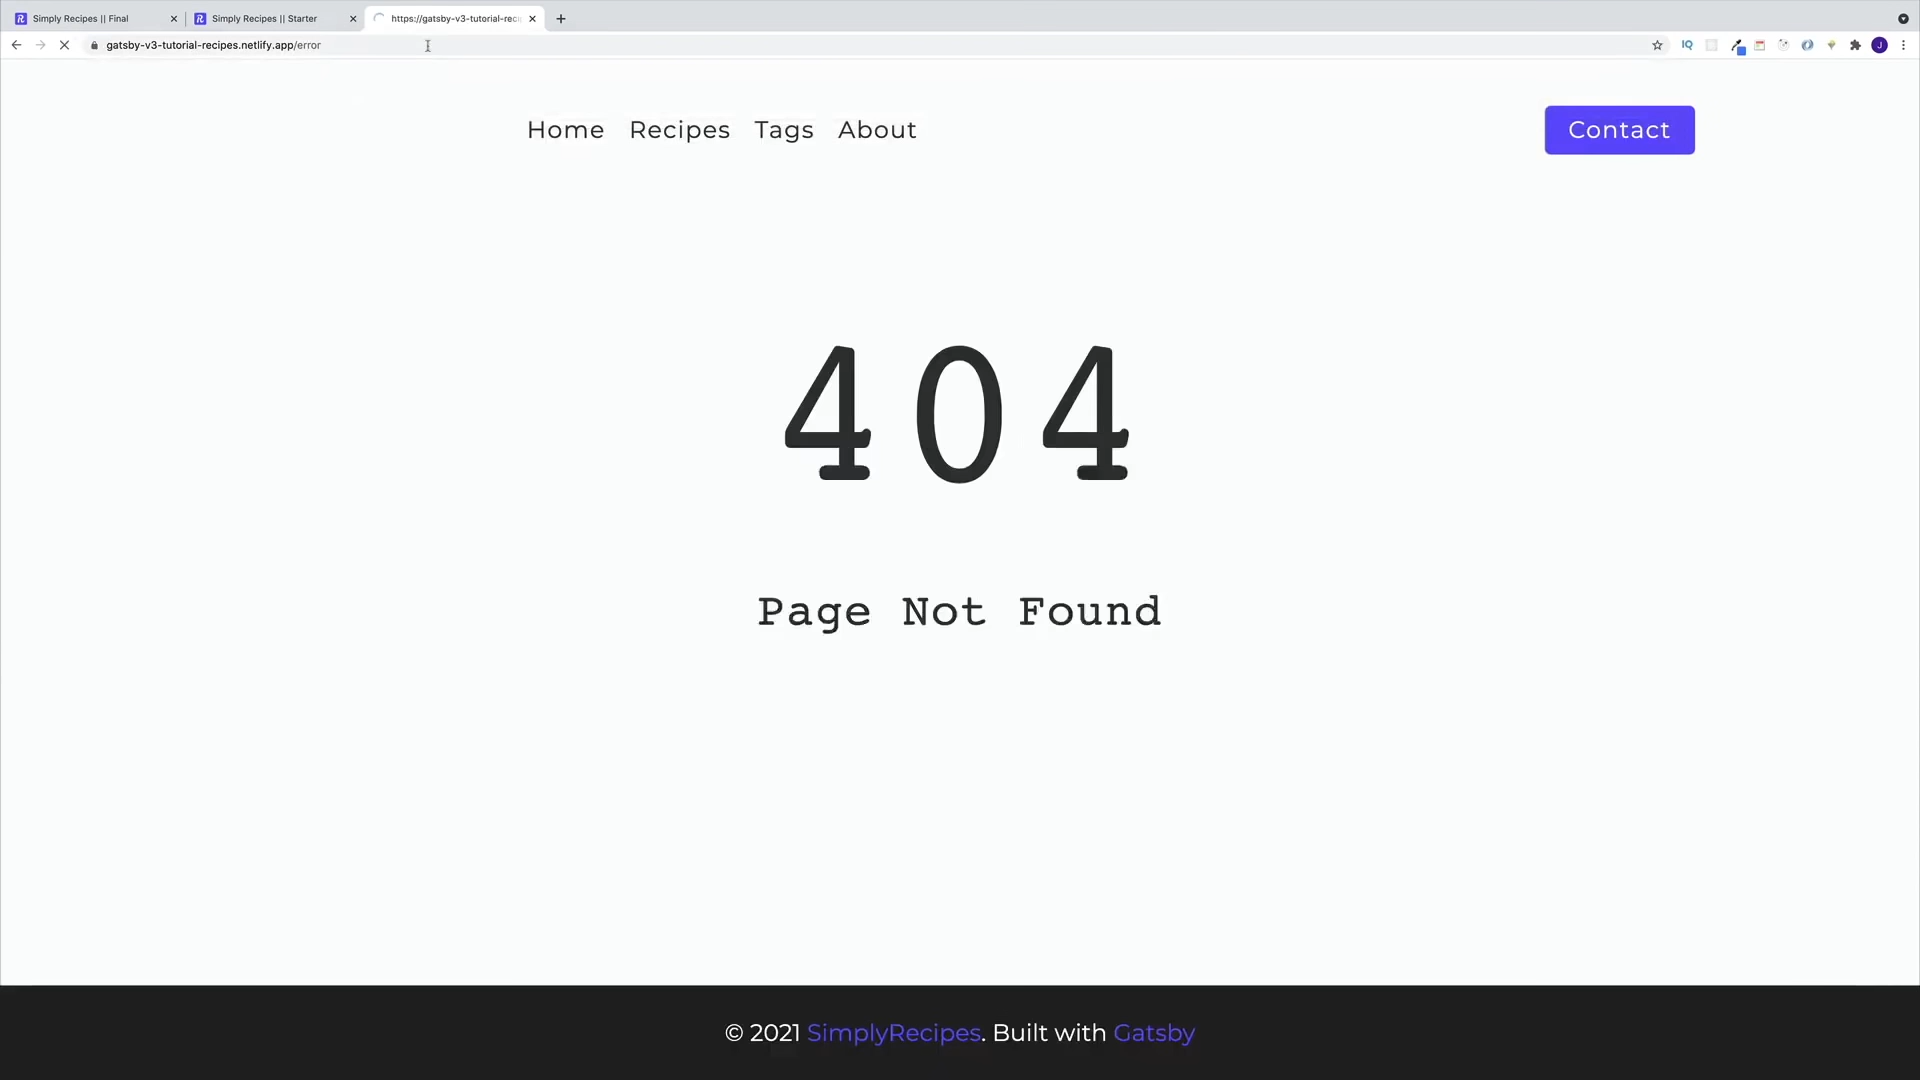 Simply Recipes || Final
Simply Recipes || Starter
https://gatsby-v3-tutorial-reci
gatsby-v3-tutorial-recipes.netlify.app/error
IQ
J
Home Recipes Tags About Contact
404
Page Not Found
© 2021 SimplyRecipes. Built with Gatsby